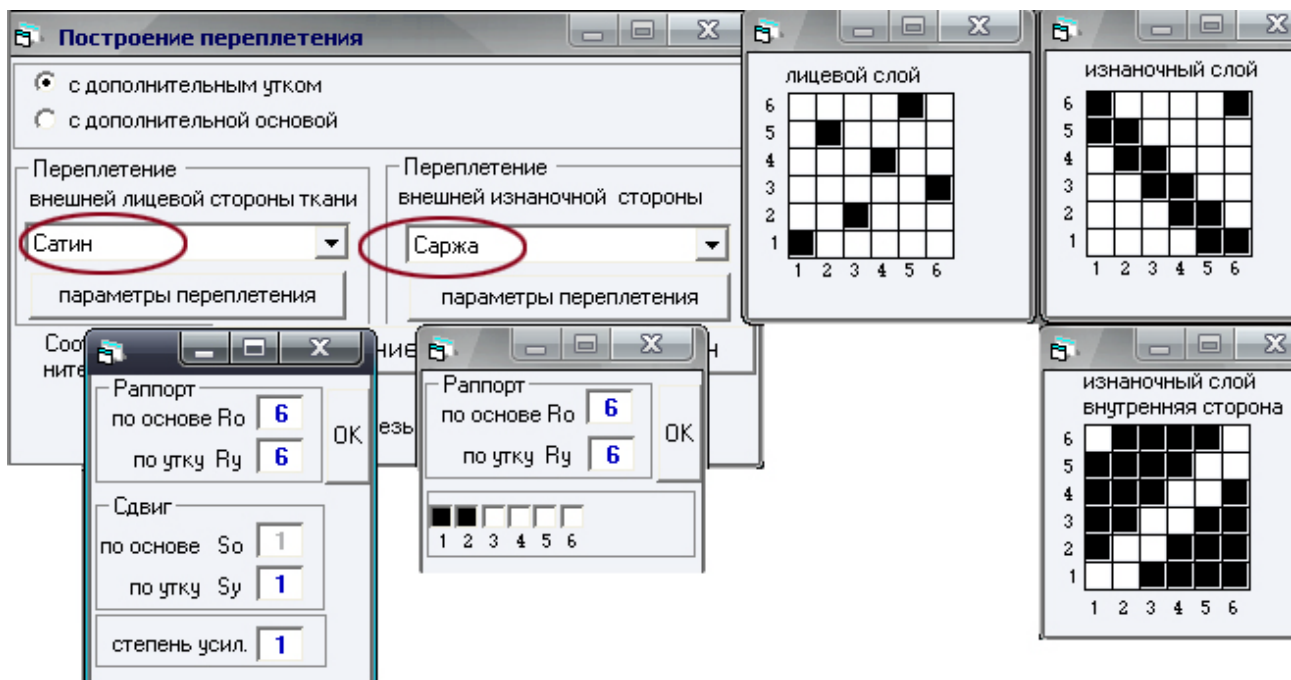 Построение переплетения
с дополнительным утком
с дополнительной основой
Переплетение
внешней лицевой стороны ткани
Сатин
параметры переплетения
Переплетение
внешней изнаночной стороны
Саржа
параметры переплетения
Раппорт
по основе Ro 6
по утку Ry 6
OK
Сдвиг
по основе So 1
по утку Sy 1
степень усил. 1
Раппорт
по основе Ro 6
по утку Ry 6
OK
1 2 3 4 5 6
лицевой слой
6
5
4
3
2
1
1 2 3 4 5 6
изнаночный слой
6
5
4
3
2
1
1 2 3 4 5 6
изнаночный слой
внутренняя сторона
6
5
4
3
2
1
1 2 3 4 5 6